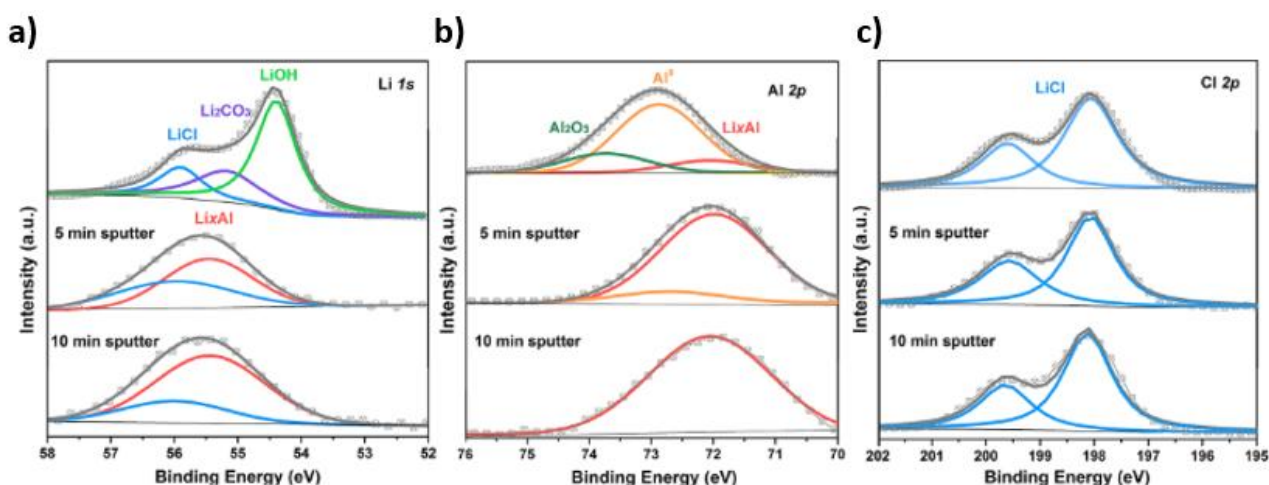 a)
Li 1s
LiOH
Li₂CO₃
LiCl
5 min sputter
LixAl
10 min sputter
Intensity (a.u.)
58 57 56 55 54 53 52
Binding Energy (eV)
b)
Al 2p
Al⁰
Al₂O₃
LixAl
5 min sputter
10 min sputter
Intensity (a.u.)
76 75 74 73 72 71 70
Binding Energy (eV)
c)
Cl 2p
LiCl
5 min sputter
10 min sputter
Intensity (a.u.)
202 201 200 199 198 197 196 195
Binding Energy (eV)